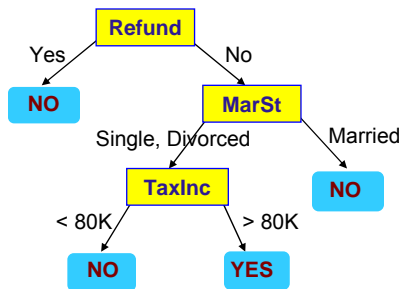 Refund
Yes
No
NO
MarSt
Single, Divorced
Married
TaxInc
NO
< 80K
> 80K
NO
YES